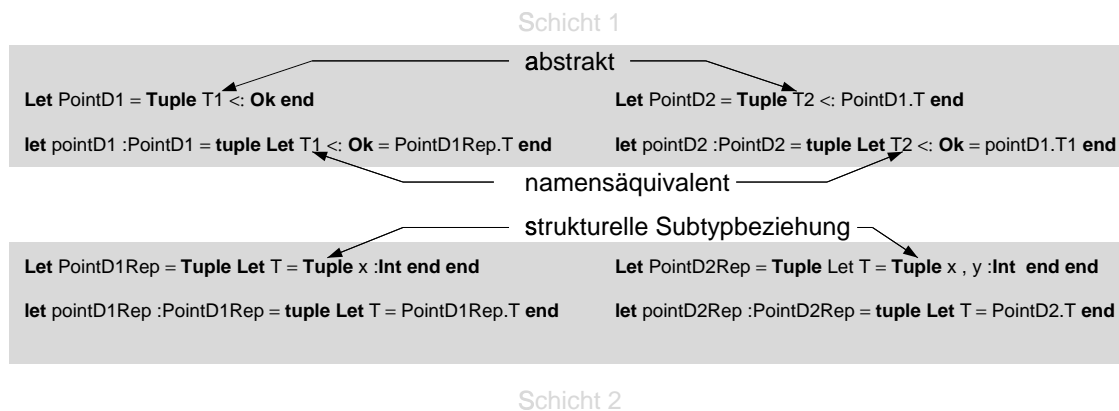 Schicht 1
abstrakt
Let PointD1 = Tuple T1 <: Ok end
Let PointD2 = Tuple T2 <: PointD1.T end
let pointD1 :PointD1 = tuple Let T1 <: Ok = PointD1Rep.T end
let pointD2 :PointD2 = tuple Let T2 <: Ok = pointD1.T1 end
namensäquivalent
strukturelle Subtypbeziehung
Let PointD1Rep = Tuple Let T = Tuple x :Int end end
Let PointD2Rep = Tuple Let T = Tuple x , y :Int end end
let pointD1Rep :PointD1Rep = tuple Let T = PointD1Rep.T end
let pointD2Rep :PointD2Rep = tuple Let T = PointD2.T end
Schicht 2